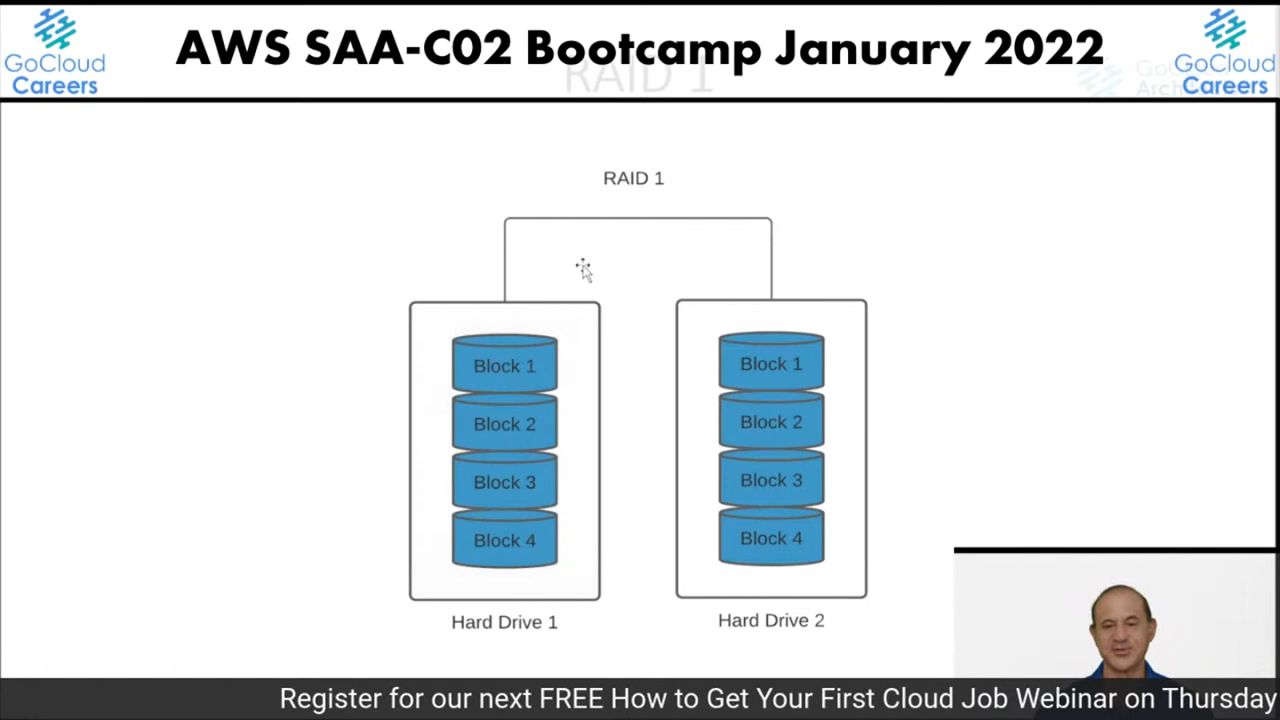 GoCloud
Careers
AWS SAA-C02 Bootcamp January 2022
GoCloud
Careers
RAID 1
RAID 1
Block 1
Block 2
Block 3
Block 4
Hard Drive 1
Block 1
Block 2
Block 3
Block 4
Hard Drive 2
Register for our next FREE How to Get Your First Cloud Job Webinar on Thursday